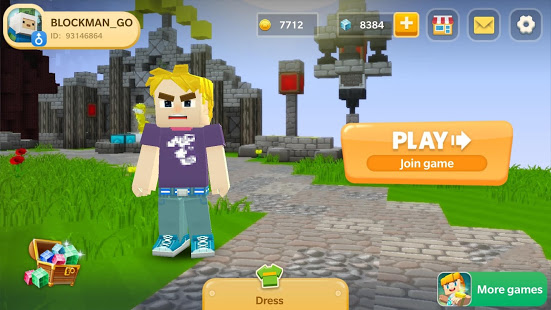 BLOCKMAN_GO
ID: 93146864
7712
8384
PLAY
Join game
Dress
More games